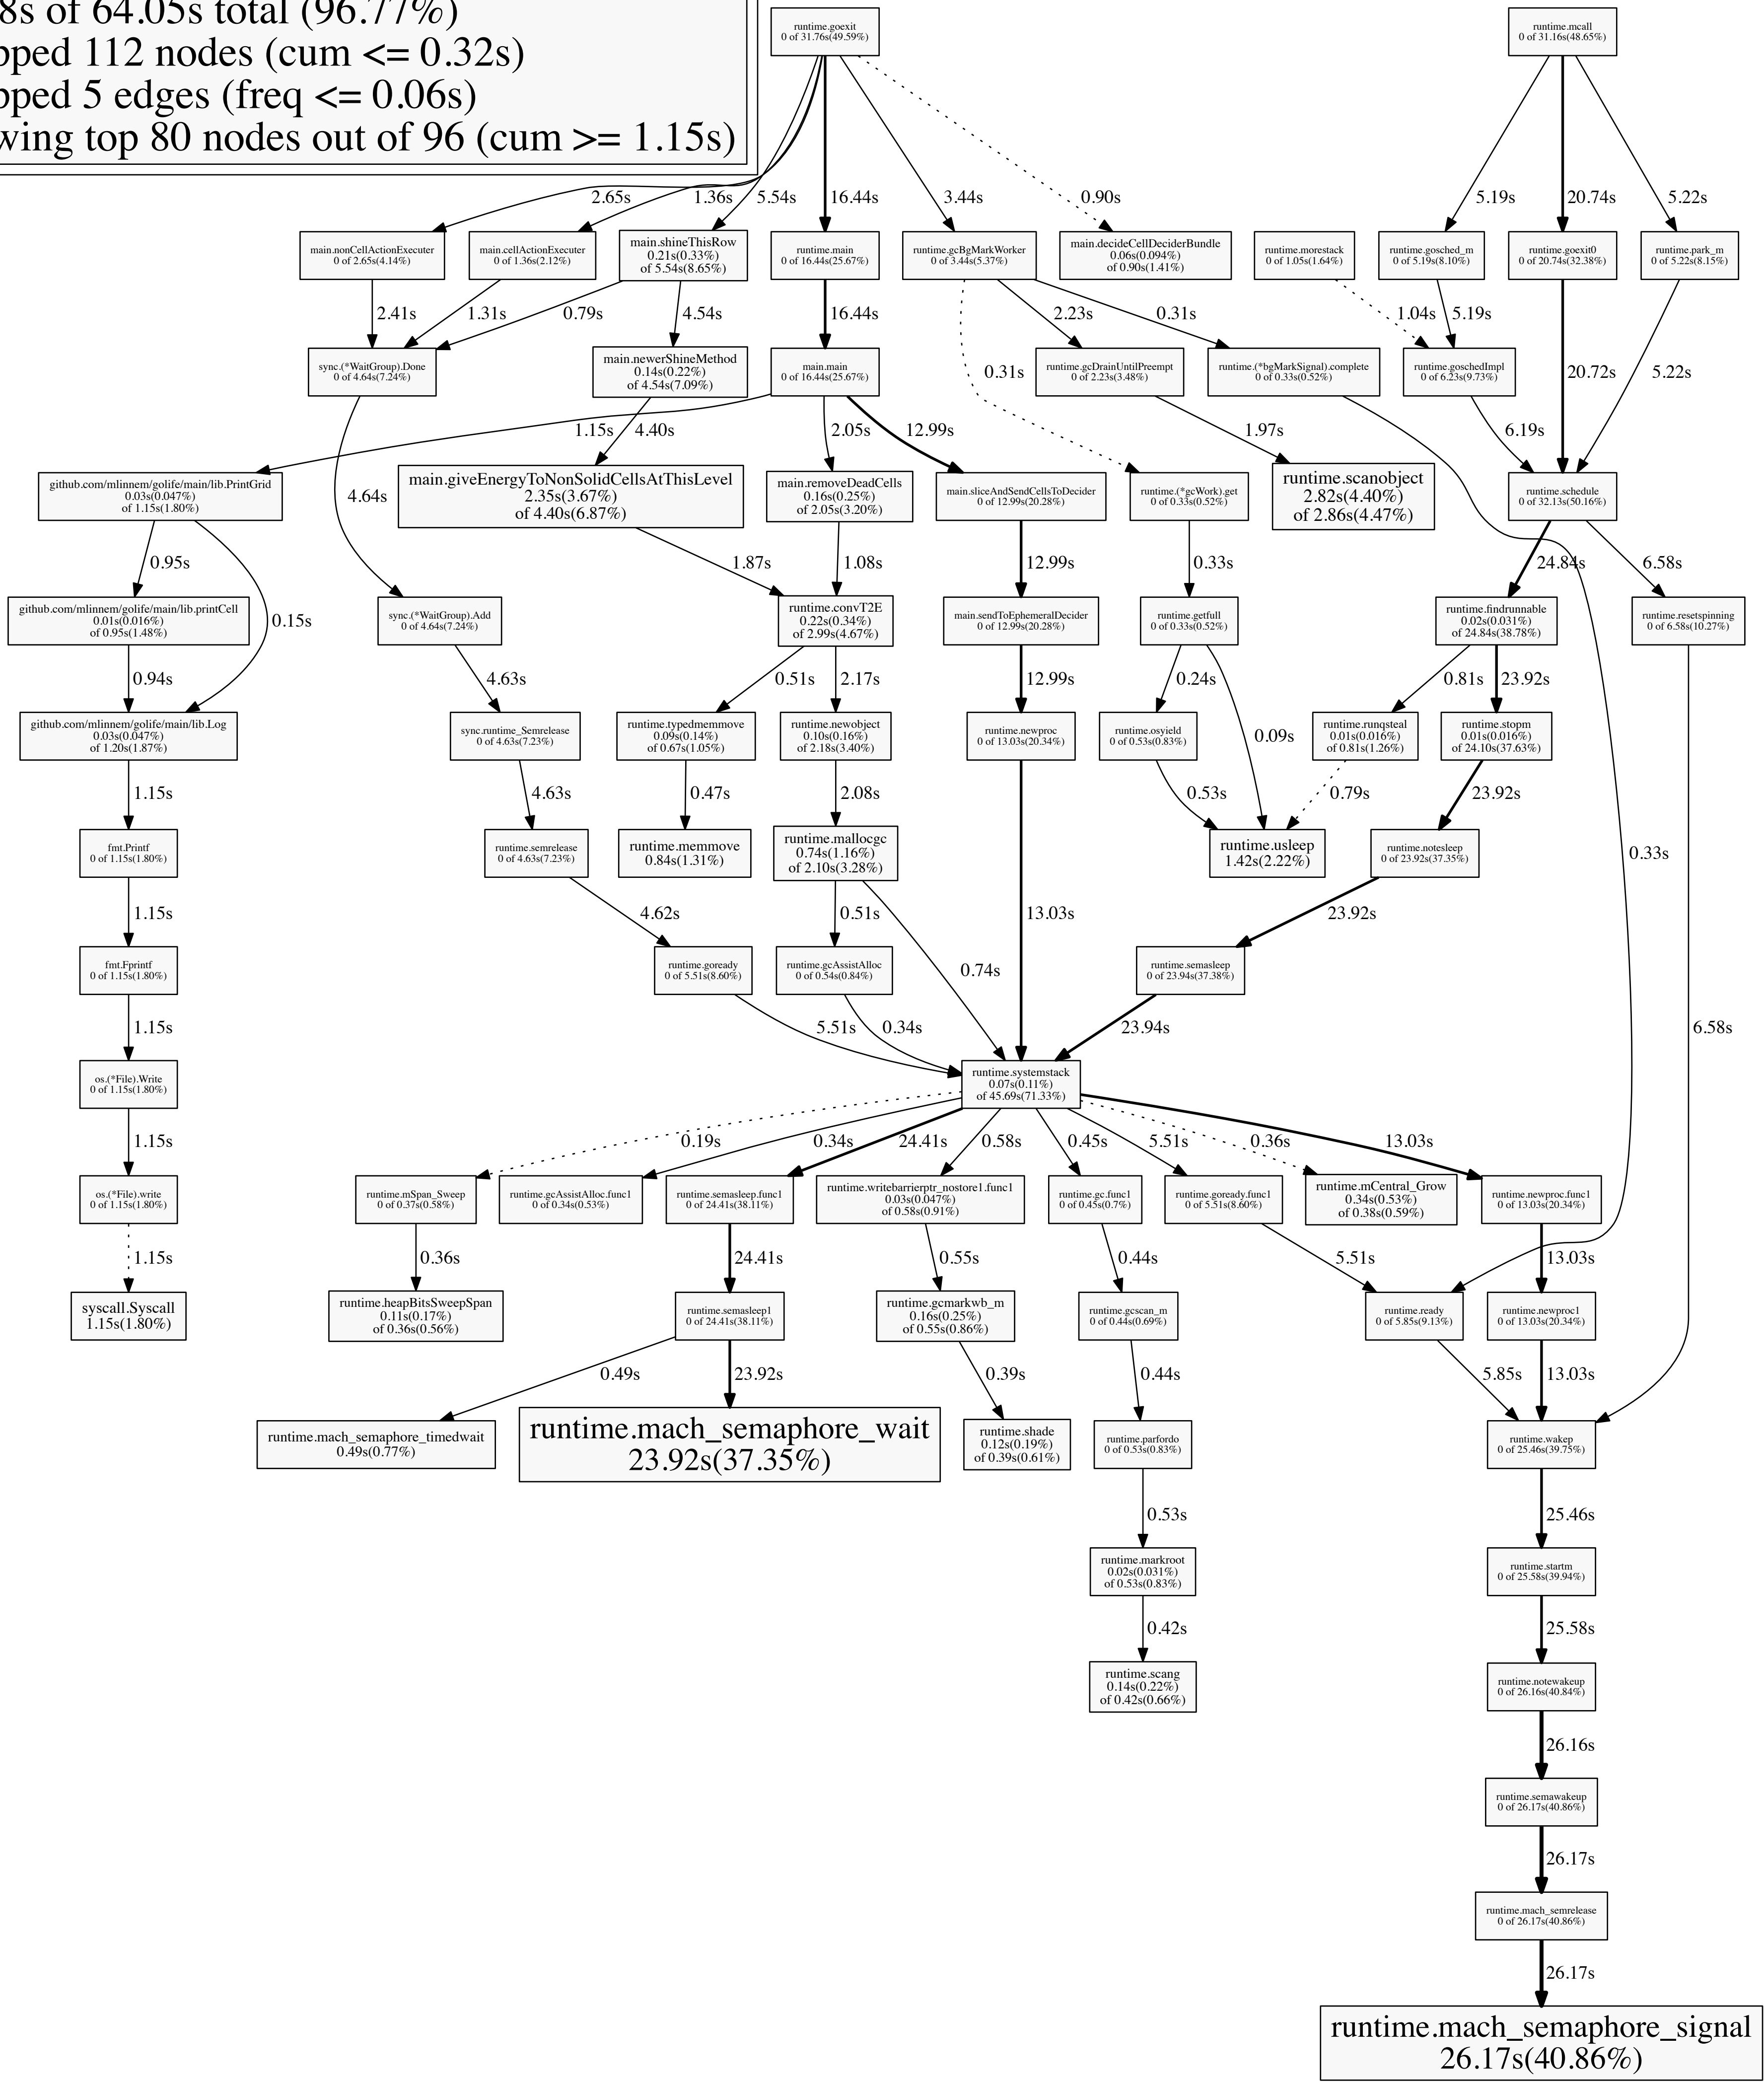 8s of 64.05s total (96.77%)
pped 112 nodes (cum <= 0.32s)
pped 5 edges (freq <= 0.06s)
wing top 80 nodes out of 96 (cum >= 1.15s)
runtime.goexit
0 of 31.76s(49.59%)
runtime.mcall
0 of 31.16s(48.65%)
2.65s
1.36s
5.54s
16.44s
3.44s
0.90s
5.19s
20.74s
5.22s
main.nonCellActionExecuter
0 of 2.65s(4.14%)
main.cellActionExecuter
0 of 1.36s(2.12%)
main.shineThisRow
0.21s(0.33%)
of 5.54s(8.65%)
runtime.main
0 of 16.44s(25.67%)
runtime.gcBgMarkWorker
0 of 3.44s(5.37%)
main.decideCellDeciderBundle
0.06s(0.094%)
of 0.90s(1.41%)
runtime.morestack
0 of 1.05s(1.64%)
runtime.gosched_m
0 of 5.19s(8.10%)
runtime.goexit0
0 of 20.74s(32.38%)
runtime.park_m
0 of 5.22s(8.15%)
2.41s
1.31s
0.79s
4.54s
16.44s
2.23s
0.31s
1.04s
5.19s
sync.(*WaitGroup).Done
0 of 4.64s(7.24%)
main.newerShineMethod
0.14s(0.22%)
of 4.54s(7.09%)
main.main
0 of 16.44s(25.67%)
0.31s
runtime.gcDrainUntilPreempt
0 of 2.23s(3.48%)
runtime.(*bgMarkSignal).complete
0 of 0.33s(0.52%)
runtime.goschedImpl
0 of 6.23s(9.73%)
20.72s
5.22s
1.15s
4.40s
2.05s
12.99s
1.97s
6.19s
github.com/mlinnem/golife/main/lib.PrintGrid
0.03s(0.047%)
of 1.15s(1.80%)
4.64s
main.giveEnergyToNonSolidCellsAtThisLevel
2.35s(3.67%)
of 4.40s(6.87%)
main.removeDeadCells
0.16s(0.25%)
of 2.05s(3.20%)
main.sliceAndSendCellsToDecider
0 of 12.99s(20.28%)
runtime.(*gcWork).get
0 of 0.33s(0.52%)
runtime.scanobject
2.82s(4.40%)
of 2.86s(4.47%)
runtime.schedule
0 of 32.13s(50.16%)
0.95s
1.87s
1.08s
12.99s
0.33s
24.84s
6.58s
github.com/mlinnem/golife/main/lib.printCell
0.01s(0.016%)
of 0.95s(1.48%)
0.15s
sync.(*WaitGroup).Add
0 of 4.64s(7.24%)
runtime.convT2E
0.22s(0.34%)
of 2.99s(4.67%)
main.sendToEphemeralDecider
0 of 12.99s(20.28%)
runtime.getfull
0 of 0.33s(0.52%)
runtime.findrunnable
0.02s(0.031%)
of 24.84s(38.78%)
runtime.resetspinning
0 of 6.58s(10.27%)
0.94s
4.63s
0.51s
2.17s
12.99s
0.24s
0.81s
23.92s
github.com/mlinnem/golife/main/lib.Log
0.03s(0.047%)
of 1.20s(1.87%)
sync.runtime_Semrelease
0 of 4.63s(7.23%)
runtime.typedmemmove
0.09s(0.14%)
of 0.67s(1.05%)
runtime.newobject
0.10s(0.16%)
of 2.18s(3.40%)
runtime.newproc
0 of 13.03s(20.34%)
runtime.osyield
0 of 0.53s(0.83%)
0.09s
runtime.runqsteal
0.01s(0.016%)
of 0.81s(1.26%)
runtime.stopm
0.01s(0.016%)
of 24.10s(37.63%)
1.15s
4.63s
0.47s
2.08s
0.53s
0.79s
23.92s
fmt.Printf
0 of 1.15s(1.80%)
runtime.semrelease
0 of 4.63s(7.23%)
runtime.memmove
0.84s(1.31%)
runtime.mallocgc
0.74s(1.16%)
of 2.10s(3.28%)
runtime.usleep
1.42s(2.22%)
runtime.notesleep
0 of 23.92s(37.35%)
0.33s
1.15s
4.62s
0.51s
13.03s
23.92s
fmt.Fprintf
0 of 1.15s(1.80%)
runtime.goready
0 of 5.51s(8.60%)
runtime.gcAssistAlloc
0 of 0.54s(0.84%)
0.74s
runtime.semasleep
0 of 23.94s(37.38%)
1.15s
5.51s
0.34s
23.94s
6.58s
os.(*File).Write
0 of 1.15s(1.80%)
runtime.systemstack
0.07s(0.11%)
of 45.69s(71.33%)
1.15s
0.19s
0.34s
24.41s
0.58s
0.45s
5.51s
0.36s
13.03s
os.(*File).write
0 of 1.15s(1.80%)
runtime.mSpan_Sweep
0 of 0.37s(0.58%)
runtime.gcAssistAlloc.func1
0 of 0.34s(0.53%)
runtime.semasleep.func1
0 of 24.41s(38.11%)
runtime.writebarrierptr_nostore1.func1
0.03s(0.047%)
of 0.58s(0.91%)
runtime.gc.func1
0 of 0.45s(0.7%)
runtime.goready.func1
0 of 5.51s(8.60%)
runtime.mCentral_Grow
0.34s(0.53%)
of 0.38s(0.59%)
runtime.newproc.func1
0 of 13.03s(20.34%)
1.15s
0.36s
24.41s
0.55s
0.44s
5.51s
13.03s
syscall.Syscall
1.15s(1.80%)
runtime.heapBitsSweepSpan
0.11s(0.17%)
of 0.36s(0.56%)
runtime.semasleep1
0 of 24.41s(38.11%)
runtime.gcmarkwb_m
0.16s(0.25%)
of 0.55s(0.86%)
runtime.gcscan_m
0 of 0.44s(0.69%)
runtime.ready
0 of 5.85s(9.13%)
runtime.newproc1
0 of 13.03s(20.34%)
0.49s
23.92s
0.39s
0.44s
5.85s
13.03s
runtime.mach_semaphore_timedwait
0.49s(0.77%)
runtime.mach_semaphore_wait
23.92s(37.35%)
runtime.shade
0.12s(0.19%)
of 0.39s(0.61%)
runtime.parfordo
0 of 0.53s(0.83%)
runtime.wakep
0 of 25.46s(39.75%)
0.53s
25.46s
runtime.markroot
0.02s(0.031%)
of 0.53s(0.83%)
runtime.startm
0 of 25.58s(39.94%)
0.42s
25.58s
runtime.scang
0.14s(0.22%)
of 0.42s(0.66%)
runtime.notewakeup
0 of 26.16s(40.84%)
26.16s
runtime.semawakeup
0 of 26.17s(40.86%)
26.17s
runtime.mach_semrelease
0 of 26.17s(40.86%)
26.17s
runtime.mach_semaphore_signal
26.17s(40.86%)